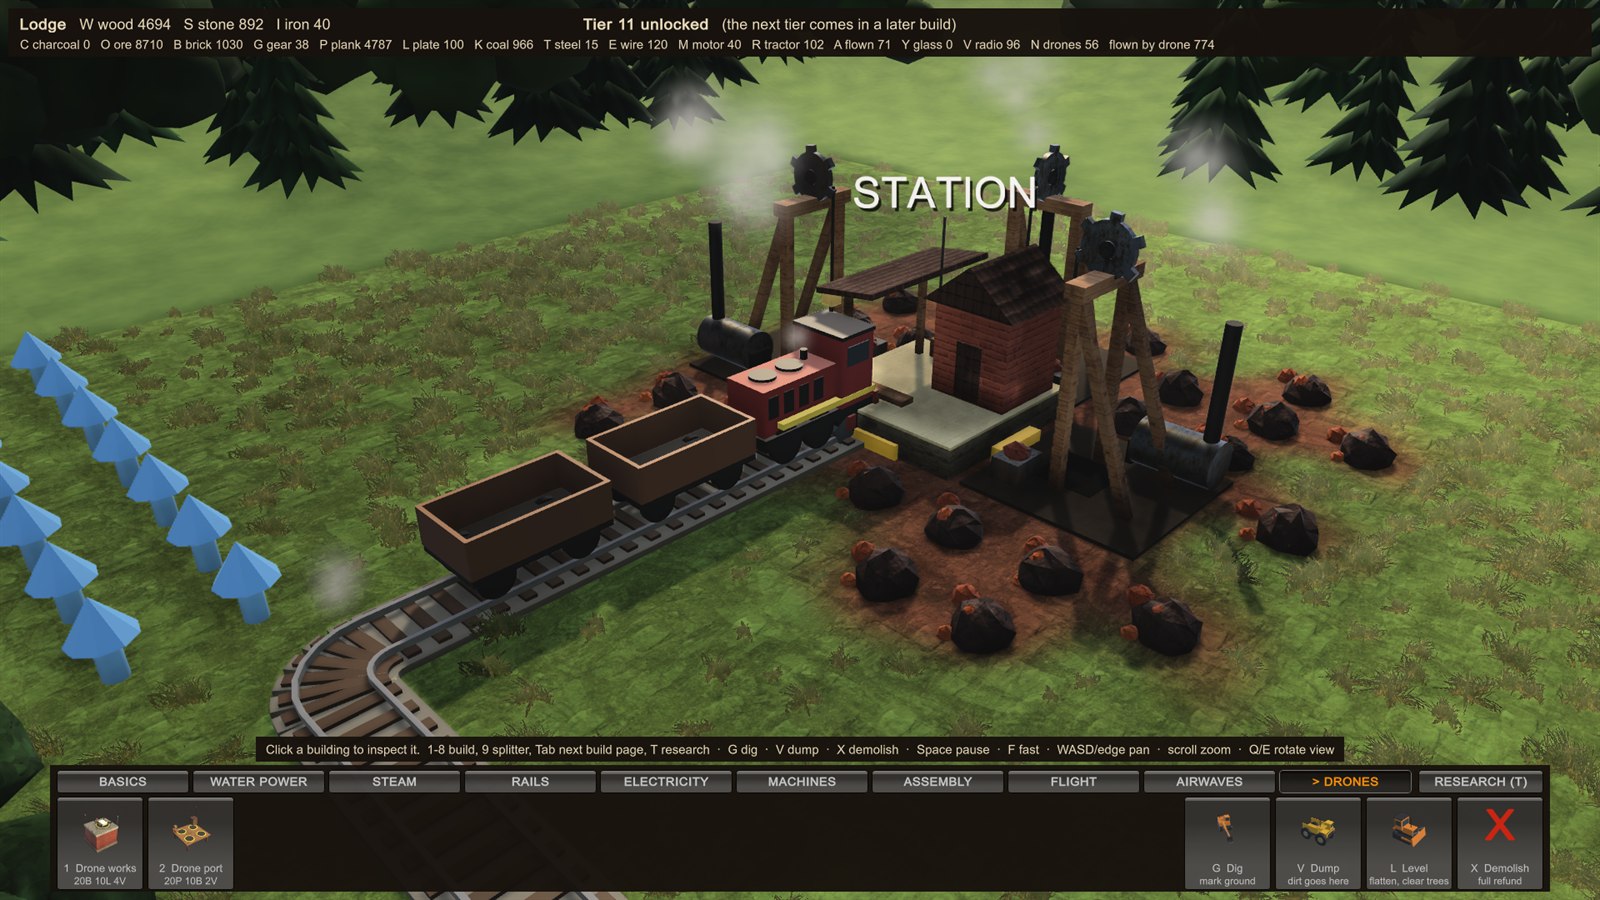 Lodge W wood 4694 S stone 892 I iron 40
Tier 11 unlocked (the next tier comes in a later build)
C charcoal 0 O ore 8710 B brick 1030 G gear 38 P plank 4787 L plate 100 K coal 966 T steel 15 E wire 120 M motor 40 R tractor 102 A flown 71 Y glass 0 V radio 96 N drones 56 flown by drone 774
STATION
Click a building to inspect it. 1-8 build, 9 splitter, Tab next build page, T research · G dig · V dump · X demolish · Space pause · F fast · WASD/edge pan · scroll zoom · Q/E rotate view
BASICS
WATER POWER
STEAM
RAILS
ELECTRICITY
MACHINES
ASSEMBLY
FLIGHT
AIRWAVES
> DRONES
RESEARCH (T)
1 Drone works
20B 10L 4V
2 Drone port
20P 10B 2V
G Dig
mark ground
V Dump
dirt goes here
L Level
flatten, clear trees
X
X Demolish
full refund